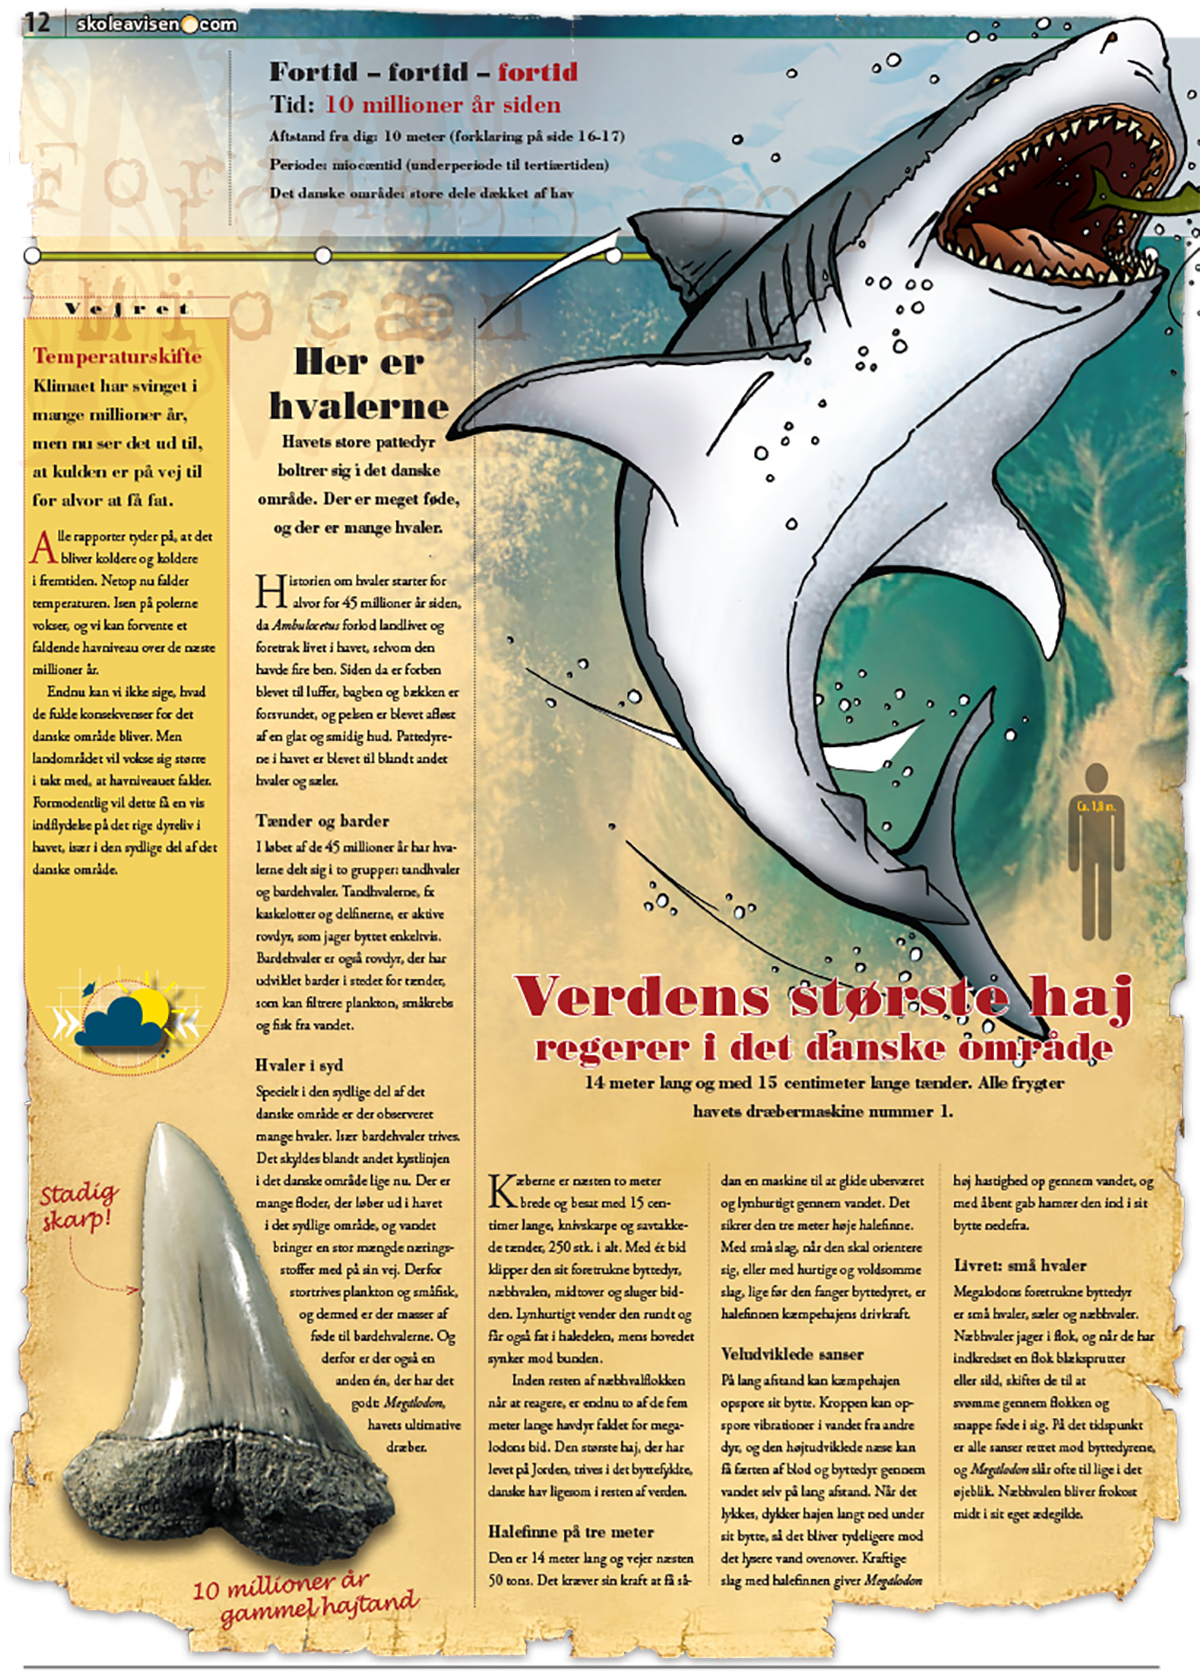 12
skoleavisen.com
Fortid – fortid – fortid
Tid: 10 millioner år siden
Aftstand fra dig: 10 meter (forklaring på side 16-17)
Periode: miocæntid (underperiode til tertiærtiden)
Det danske område: store dele dækket af hav
Miocæn
Vejret
Temperaturskifte
Klimaet har svinget i
mange millioner år,
men nu ser det ud til,
at kulden er på vej til
for alvor at få fat.
Alle rapporter tyder på, at det
bliver koldere og koldere
i fremtiden. Netop nu falder
temperaturen. Isen på polerne
vokser, og vi kan forvente et
faldende havniveau over de næste
millioner år.
Endnu kan vi ikke sige, hvad
de fulde konsekvenser for det
danske område bliver. Men
landområdet vil vokse sig større
i takt med, at havniveauet falder.
Formodentlig vil dette få en vis
indflydelse på det rige dyreliv i
havet, især i den sydlige del af det
danske område.
Stadig
skarp!
10 millioner år
gammel hajtand
Her er
hvalerne
Havets store pattedyr
boltrer sig i det danske
område. Der er meget føde,
og der er mange hvaler.
Historien om hvaler starter for
alvor for 45 millioner år siden,
da Ambulocetus forlod landlivet og
foretrak livet i havet, selvom den
havde fire ben. Siden da er forben
blevet til luffer, bagben og bækken er
forsvundet, og pelsen er blevet afløst
af en glat og smidig hud. Pattedyre-
ne i havet er blevet til blandt andet
hvaler og sæler.
Tænder og barder
I løbet af de 45 millioner år har hva-
lerne delt sig i to grupper: tandhvaler
og bardehvaler. Tandhvalerne, fx
kaskelotter og delfinerne, er aktive
rovdyr, som jager byttet enkeltvis.
Bardehvaler er også rovdyr, der har
udviklet barder i stedet for tænder,
som kan filtrere plankton, småkrebs
og fisk fra vandet.
Hvaler i syd
Specielt i den sydlige del af det
danske område er der observeret
mange hvaler. Især bardehvaler trives.
Det skyldes blandt andet kystlinjen
i det danske område lige nu. Der er
mange floder, der løber ud i havet
i det sydlige område, og vandet
bringer en stor mængde nærings-
stoffer med på sin vej. Derfor
stortrives plankton og småfisk,
og dermed er der masser af
føde til bardehvalerne. Og
derfor er der også en
anden én, der har det
godt: Megalodon,
havets ultimative
dræber.
Ca. 1,8 m.
Verdens største haj
regerer i det danske område
14 meter lang og med 15 centimeter lange tænder. Alle frygter
havets dræbermaskine nummer 1.
Kæberne er næsten to meter
brede og besat med 15 cen-
timer lange, knivskarpe og savtakke-
de tænder, 250 stk. i alt. Med ét bid
klipper den sit foretrukne byttedyr,
næbhvalen, midtover og sluger bid-
den. Lynhurtigt vender den rundt og
får også fat i haledelen, mens hovedet
synker mod bunden.
Inden resten af næbhvalflokken
når at reagere, er endnu to af de fem
meter lange havdyr faldet for mega-
lodons bid. Den største haj, der har
levet på Jorden, trives i det byttefyldte,
danske hav ligesom i resten af verden.
Halefinne på tre meter
Den er 14 meter lang og vejer næsten
50 tons. Det kræver sin kraft at få så-
dan en maskine til at glide ubesværet
og lynhurtigt gennem vandet. Det
sikrer den tre meter høje halefinne.
Med små slag, når den skal orientere
sig, eller med hurtige og voldsomme
slag, lige før den fanger byttedyret, er
halefinnen kæmpehajens drivkraft.
Veludviklede sanser
På lang afstand kan kæmpehajen
opspore sit bytte. Kroppen kan op-
spore vibrationer i vandet fra andre
dyr, og den højtudviklede næse kan
få færten af blod og byttedyr gennem
vandet selv på lang afstand. Når det
lykkes, dykker hajen langt ned under
sit bytte, så det bliver tydeligere mod
det lysere vand ovenover. Kraftige
slag med halefinnen giver Megalodon
høj hastighed op gennem vandet, og
med åbent gab hamrer den ind i sit
bytte nedefra.
Livret: små hvaler
Megalodons foretrukne byttedyr
er små hvaler, sæler og næbhvaler.
Næbhvaler jager i flok, og når de har
indkredset en flok blæksprutter
eller sild, skiftes de til at
svømme gennem flokken og
snappe føde i sig. På det tidspunkt
er alle sanser rettet mod byttedyrene,
og Megalodon slår ofte til lige i det
øjeblik. Næbhvalen bliver frokost
midt i sit eget ædegilde.